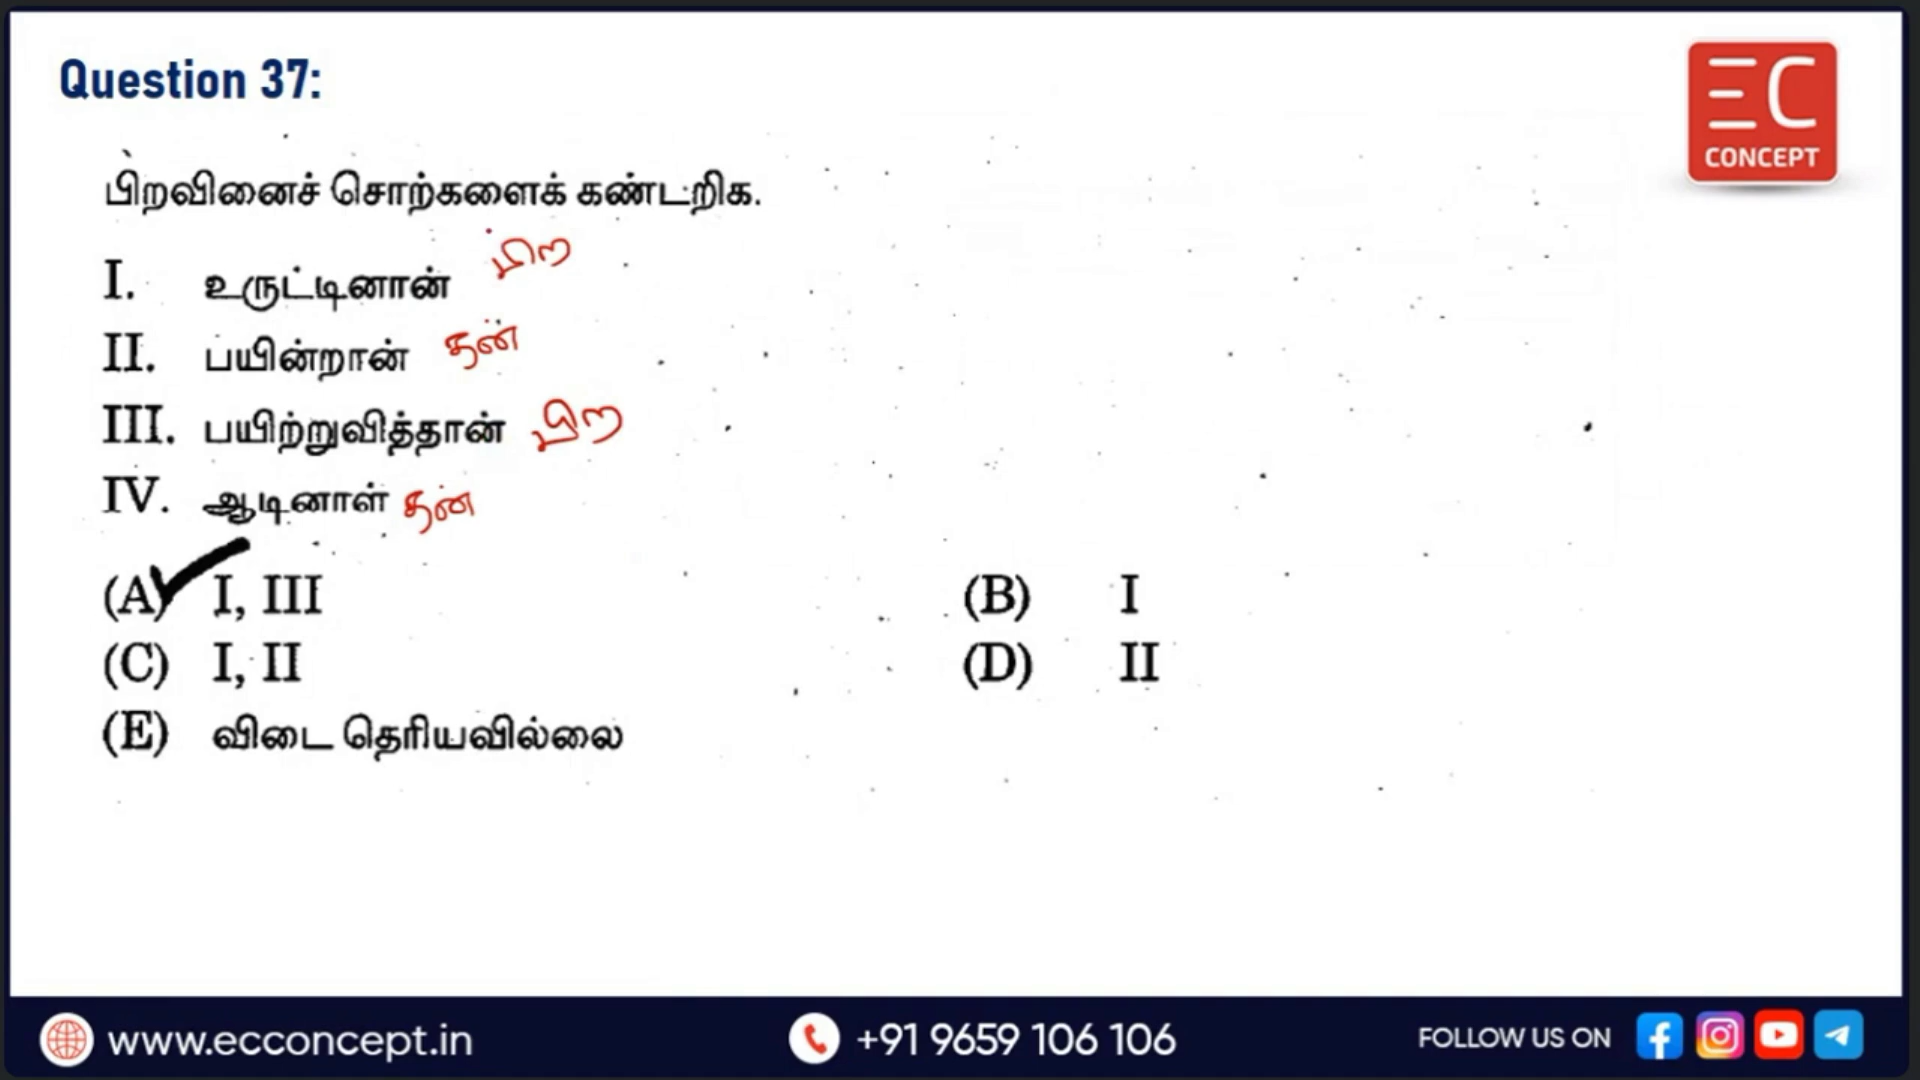 Question 37:
EC
CONCEPT
பிறவினைச் சொற்களைக் கண்டறிக.
I. உருட்டினான் பிற
II. பயின்றான் தன்
III. பயிற்றுவித்தான் பிற
IV. ஆடினாள் தன்
(A) I, III (B) I
(C) I, II (D) II
(E) விடை தெரியவில்லை
www.ecconcept.in +91 9659 106 106 FOLLOW US ON